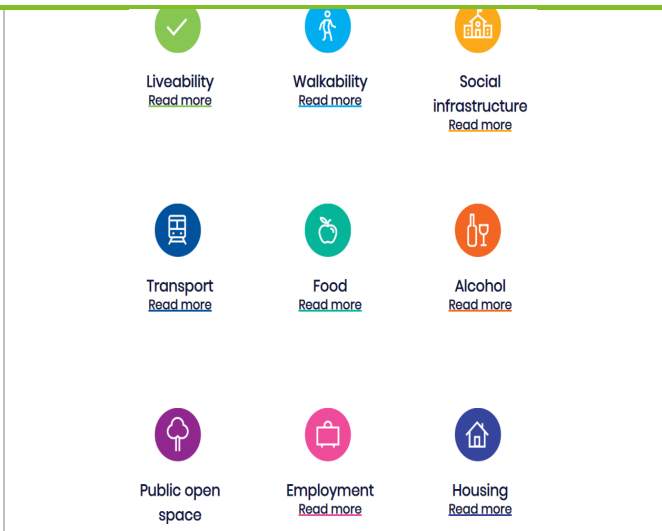 Liveability
Read more
Walkability
Read more
Social
infrastructure
Read more
Transport
Read more
Food
Read more
Alcohol
Read more
Public open
space
Employment
Read more
Housing
Read more